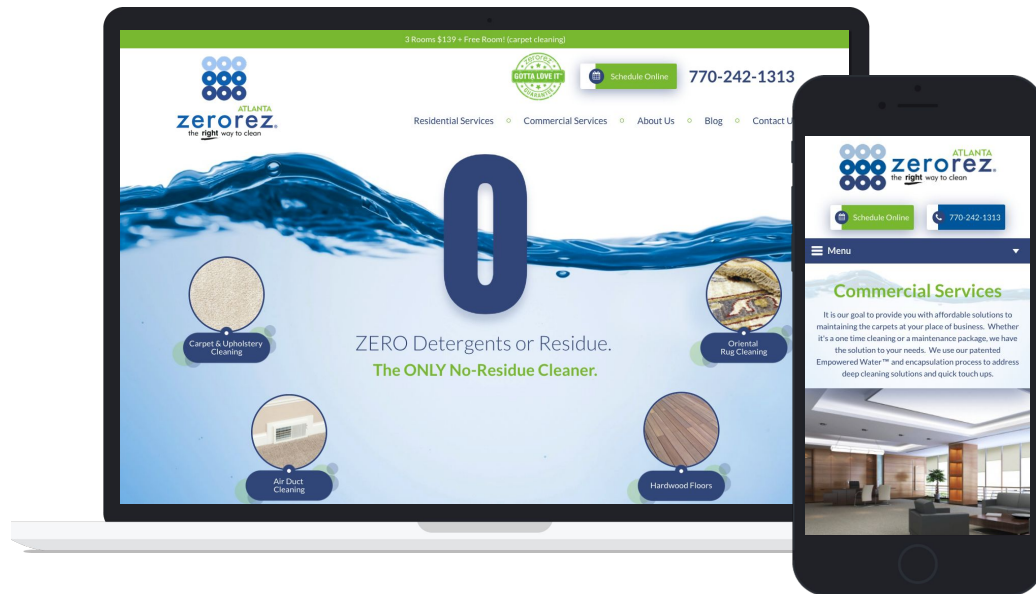 3 Rooms $139 + Free Room! (carpet cleaning)
ATLANTA
zerorez.
the right way to clean
zerorez
GOTTA LOVE IT™
GUARANTEE
Schedule Online
770-242-1313
Residential Services
Commercial Services
About Us
Blog
Contact U
0
Carpet & Upholstery
Cleaning
Oriental
Rug Cleaning
ZERO Detergents or Residue.
The ONLY No-Residue Cleaner.
Air Duct
Cleaning
Hardwood Floors
ATLANTA
zerorez.
the right way to clean
Schedule Online
770-242-1313
Menu
Commercial Services
It is our goal to provide you with affordable solutions to
maintaining the carpets at your place of business. Whether
it's a one time cleaning or a maintenance package, we have
the solution to your needs. We use our patented
Empowered Water™ and encapsulation process to address
deep cleaning solutions and quick touch ups.